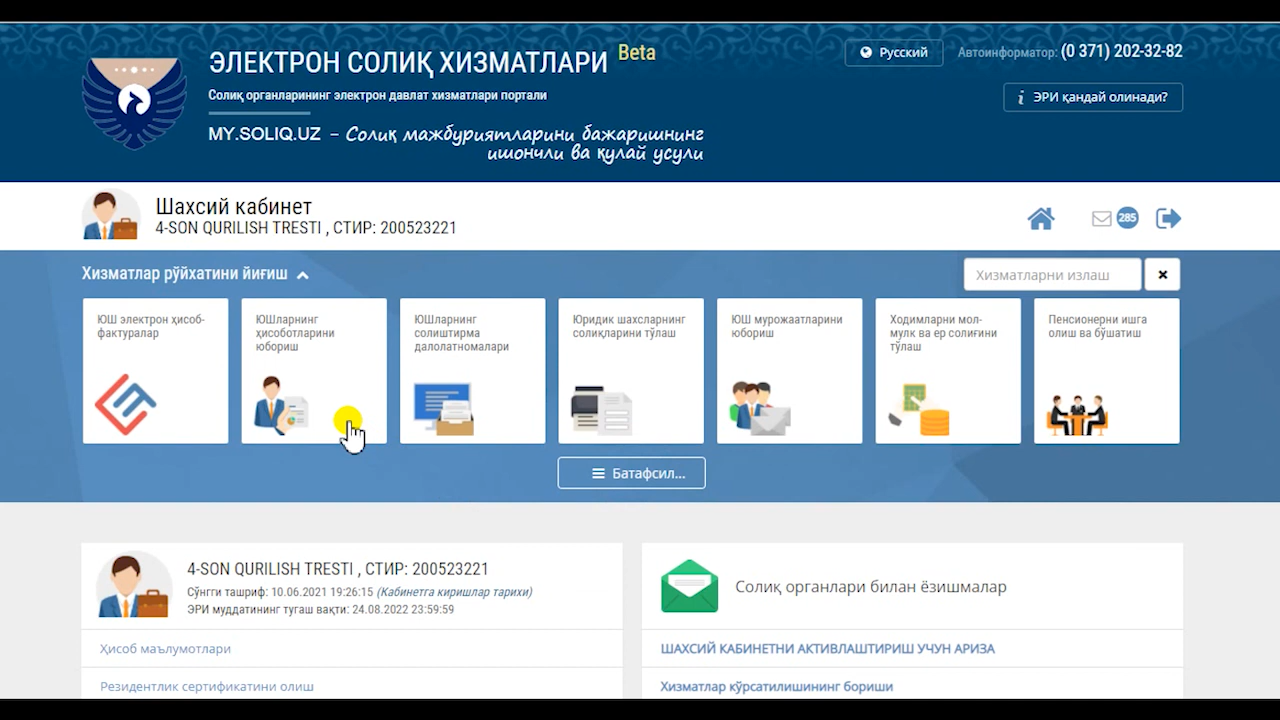 ЭЛЕКТРОН СОЛИҚ ХИЗМАТЛАРИ Beta
Солиқ органларининг электрон давлат хизматлари портали
MY.SOLIQ.UZ – Солиқ мажбуриятларини бажаришнинг
ишончли ва қулай усули
Русский
Автоинформатор: (0 371) 202-32-82
ЭРИ қандай олинади?
Шахсий кабинет
4-SON QURILISH TRESTI , СТИР: 200523221
285
Хизматлар рўйхатини йиғиш
Хизматларни излаш
ЮШ электрон ҳисоб-
фактуралар
ЮШларнинг
ҳисоботларини
юбориш
ЮШларнинг
солиштирма
далолатномалари
Юридик шахсларнинг
солиқларини тўлаш
ЮШ мурожаатларини
юбориш
Ходимларни мол-
мулк ва ер солиғини
тўлаш
Пенсионерни ишга
олиш ва бўшатиш
Батафсил...
4-SON QURILISH TRESTI , СТИР: 200523221
Сўнгги ташриф: 10.06.2021 19:26:15 (Кабинетга киришлар тарихи)
ЭРИ муддатининг тугаш вақти: 24.08.2022 23:59:59
Ҳисоб маълумотлари
Резидентлик сертификатини олиш
Солиқ органлари билан ёзишмалар
ШАХСИЙ КАБИНЕТНИ АКТИВЛАШТИРИШ УЧУН АРИЗА
Хизматлар кўрсатилишининг бориши